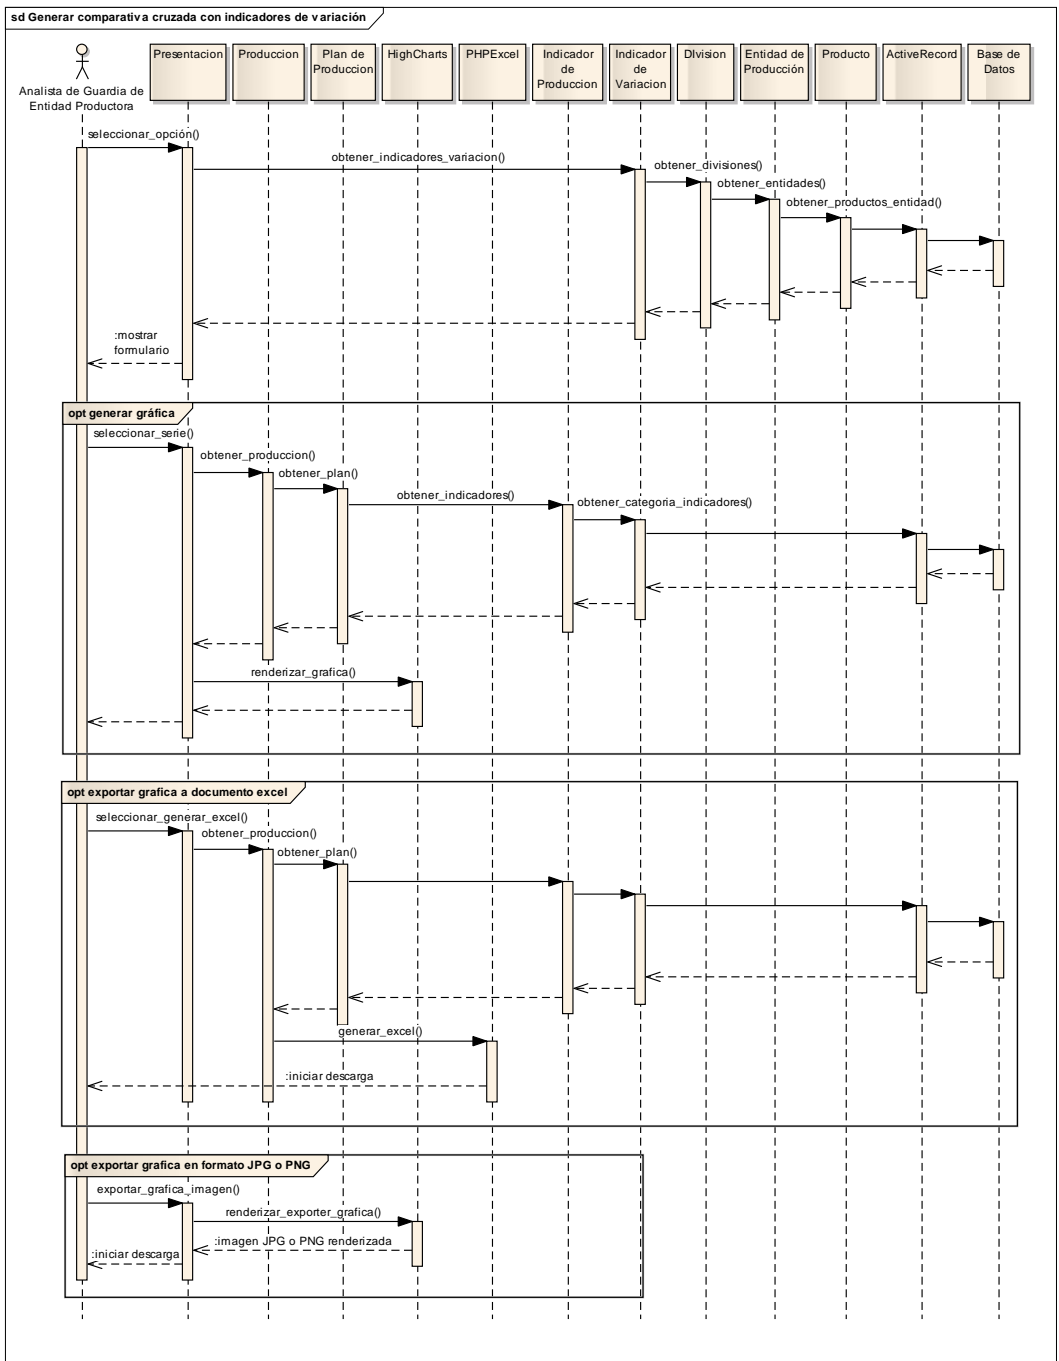 sd Generar comparativa cruzada con indicadores de variación
Analista de Guardia de
Entidad Productora
Presentacion
Produccion
Plan de
Produccion
HighCharts
PHPExcel
Indicador
de
Produccion
Indicador
de
Variacion
DIvision
Entidad de
Producción
Producto
ActiveRecord
Base de
Datos
seleccionar_opción()
obtener_indicadores_variacion()
obtener_divisiones()
obtener_entidades()
obtener_productos_entidad()
:mostrar
formulario
opt generar gráfica
seleccionar_serie()
obtener_produccion()
obtener_plan()
obtener_indicadores()
obtener_categoria_indicadores()
renderizar_grafica()
opt exportar grafica a documento excel
seleccionar_generar_excel()
obtener_produccion()
obtener_plan()
generar_excel()
:iniciar descarga
opt exportar grafica en formato JPG o PNG
exportar_grafica_imagen()
renderizar_exporter_grafica()
:imagen JPG o PNG renderizada
:iniciar descarga